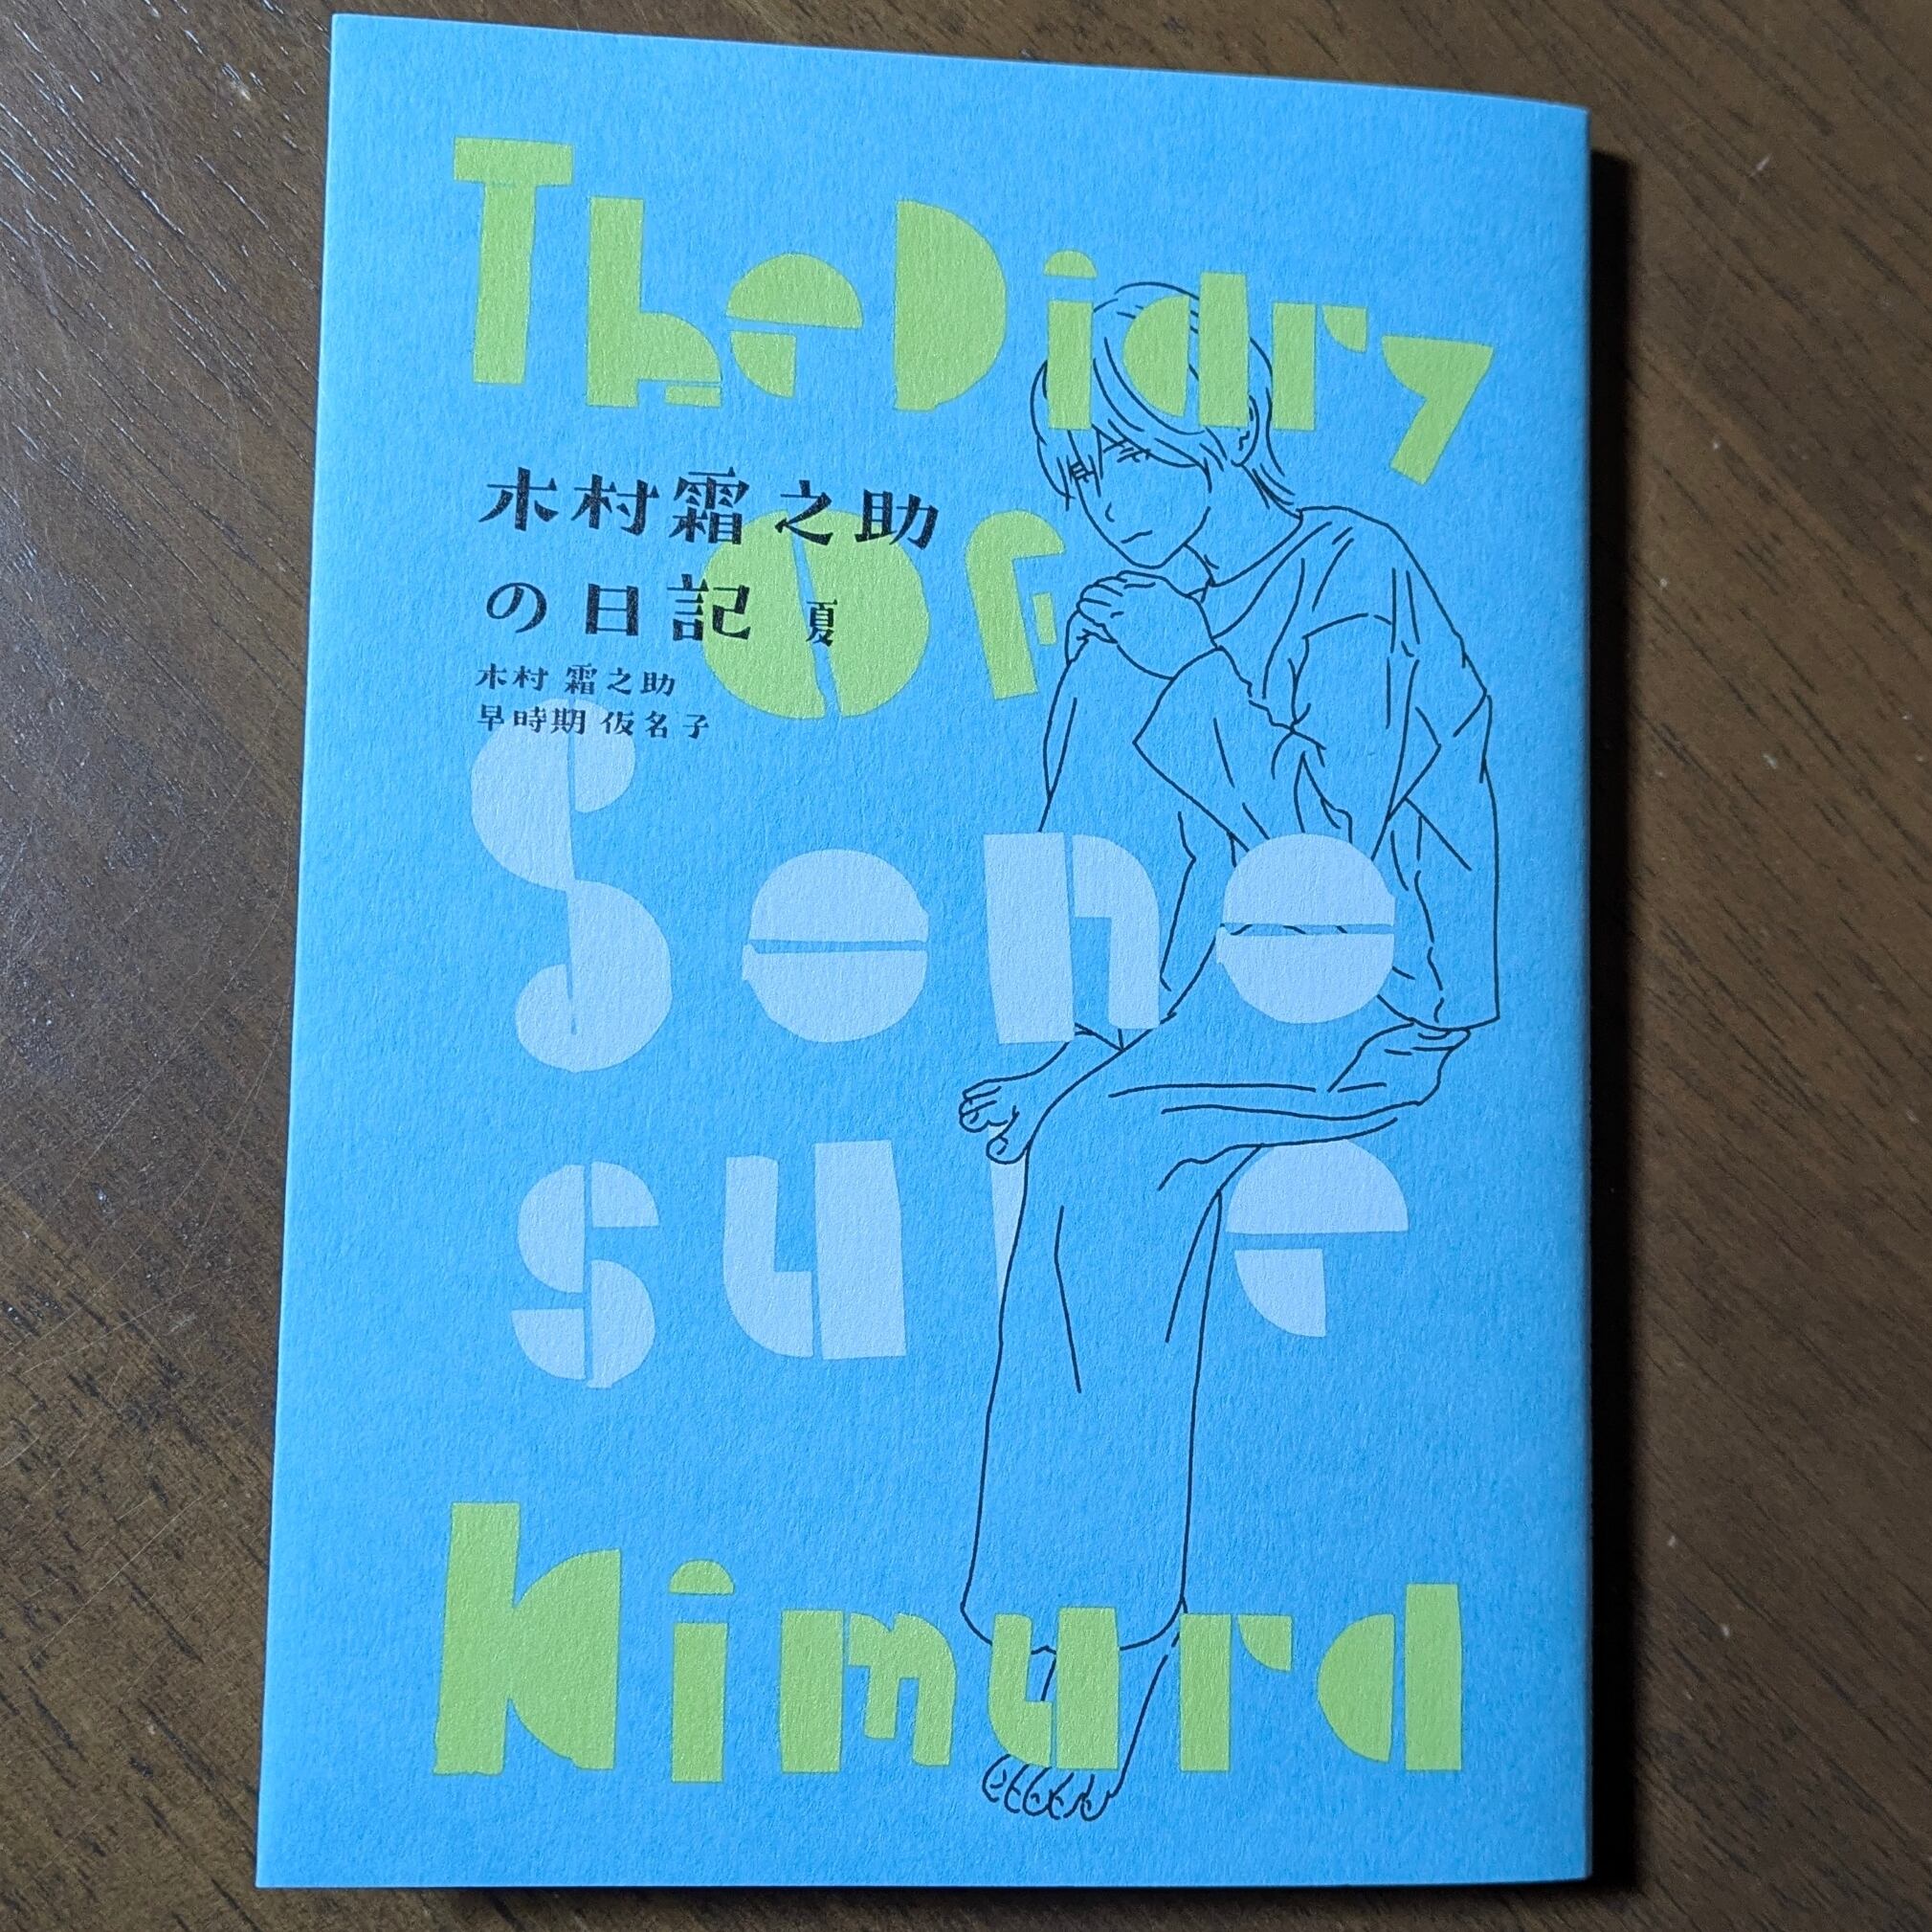 The Diary
木村霜之助
の日記 夏
of
木村 霜之助
早時期 仮名子
Sono
suke
Kimura